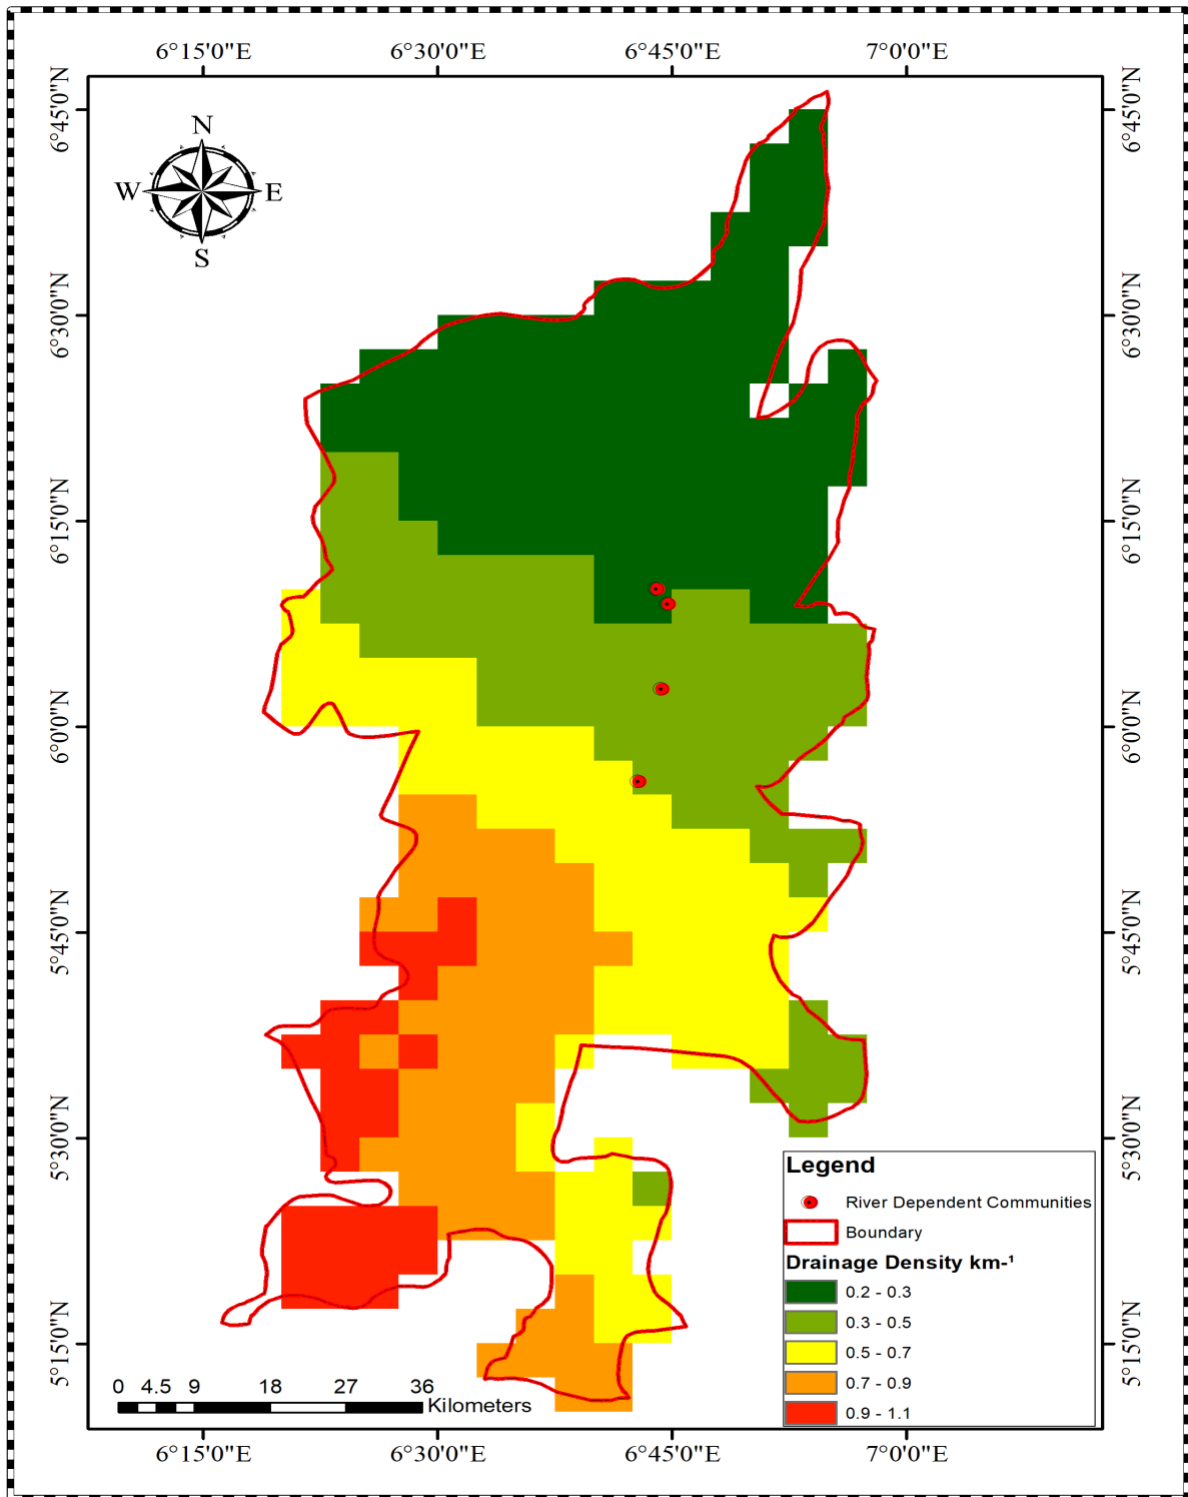 6°15'0"E 6°30'0"E 6°45'0"E 7°0'0"E
N
W E
S
6°45'0"N 6°45'0"N
6°30'0"N 6°30'0"N
6°15'0"N 6°15'0"N
6°0'0"N 6°0'0"N
5°45'0"N 5°45'0"N
5°30'0"N 5°30'0"N
5°15'0"N 5°15'0"N
Legend
River Dependent Communities
Boundary
Drainage Density km-¹
0.2 - 0.3
0.3 - 0.5
0.5 - 0.7
0.7 - 0.9
0.9 - 1.1
0 4.5 9 18 27 36
Kilometers
6°15'0"E 6°30'0"E 6°45'0"E 7°0'0"E